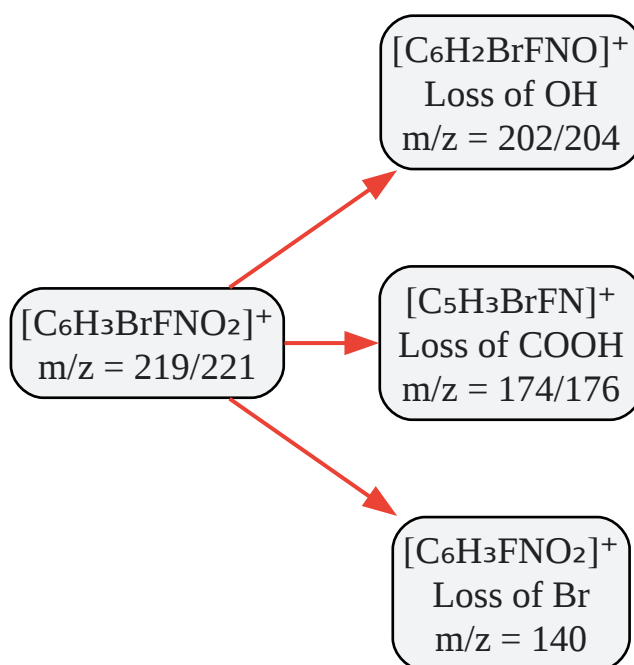 [C₆H₂BrFNO]⁺
Loss of OH
m/z = 202/204
[C₆H₃BrFNO₂]⁺
m/z = 219/221
[C₅H₃BrFN]⁺
Loss of COOH
m/z = 174/176
[C₆H₃FNO₂]⁺
Loss of Br
m/z = 140